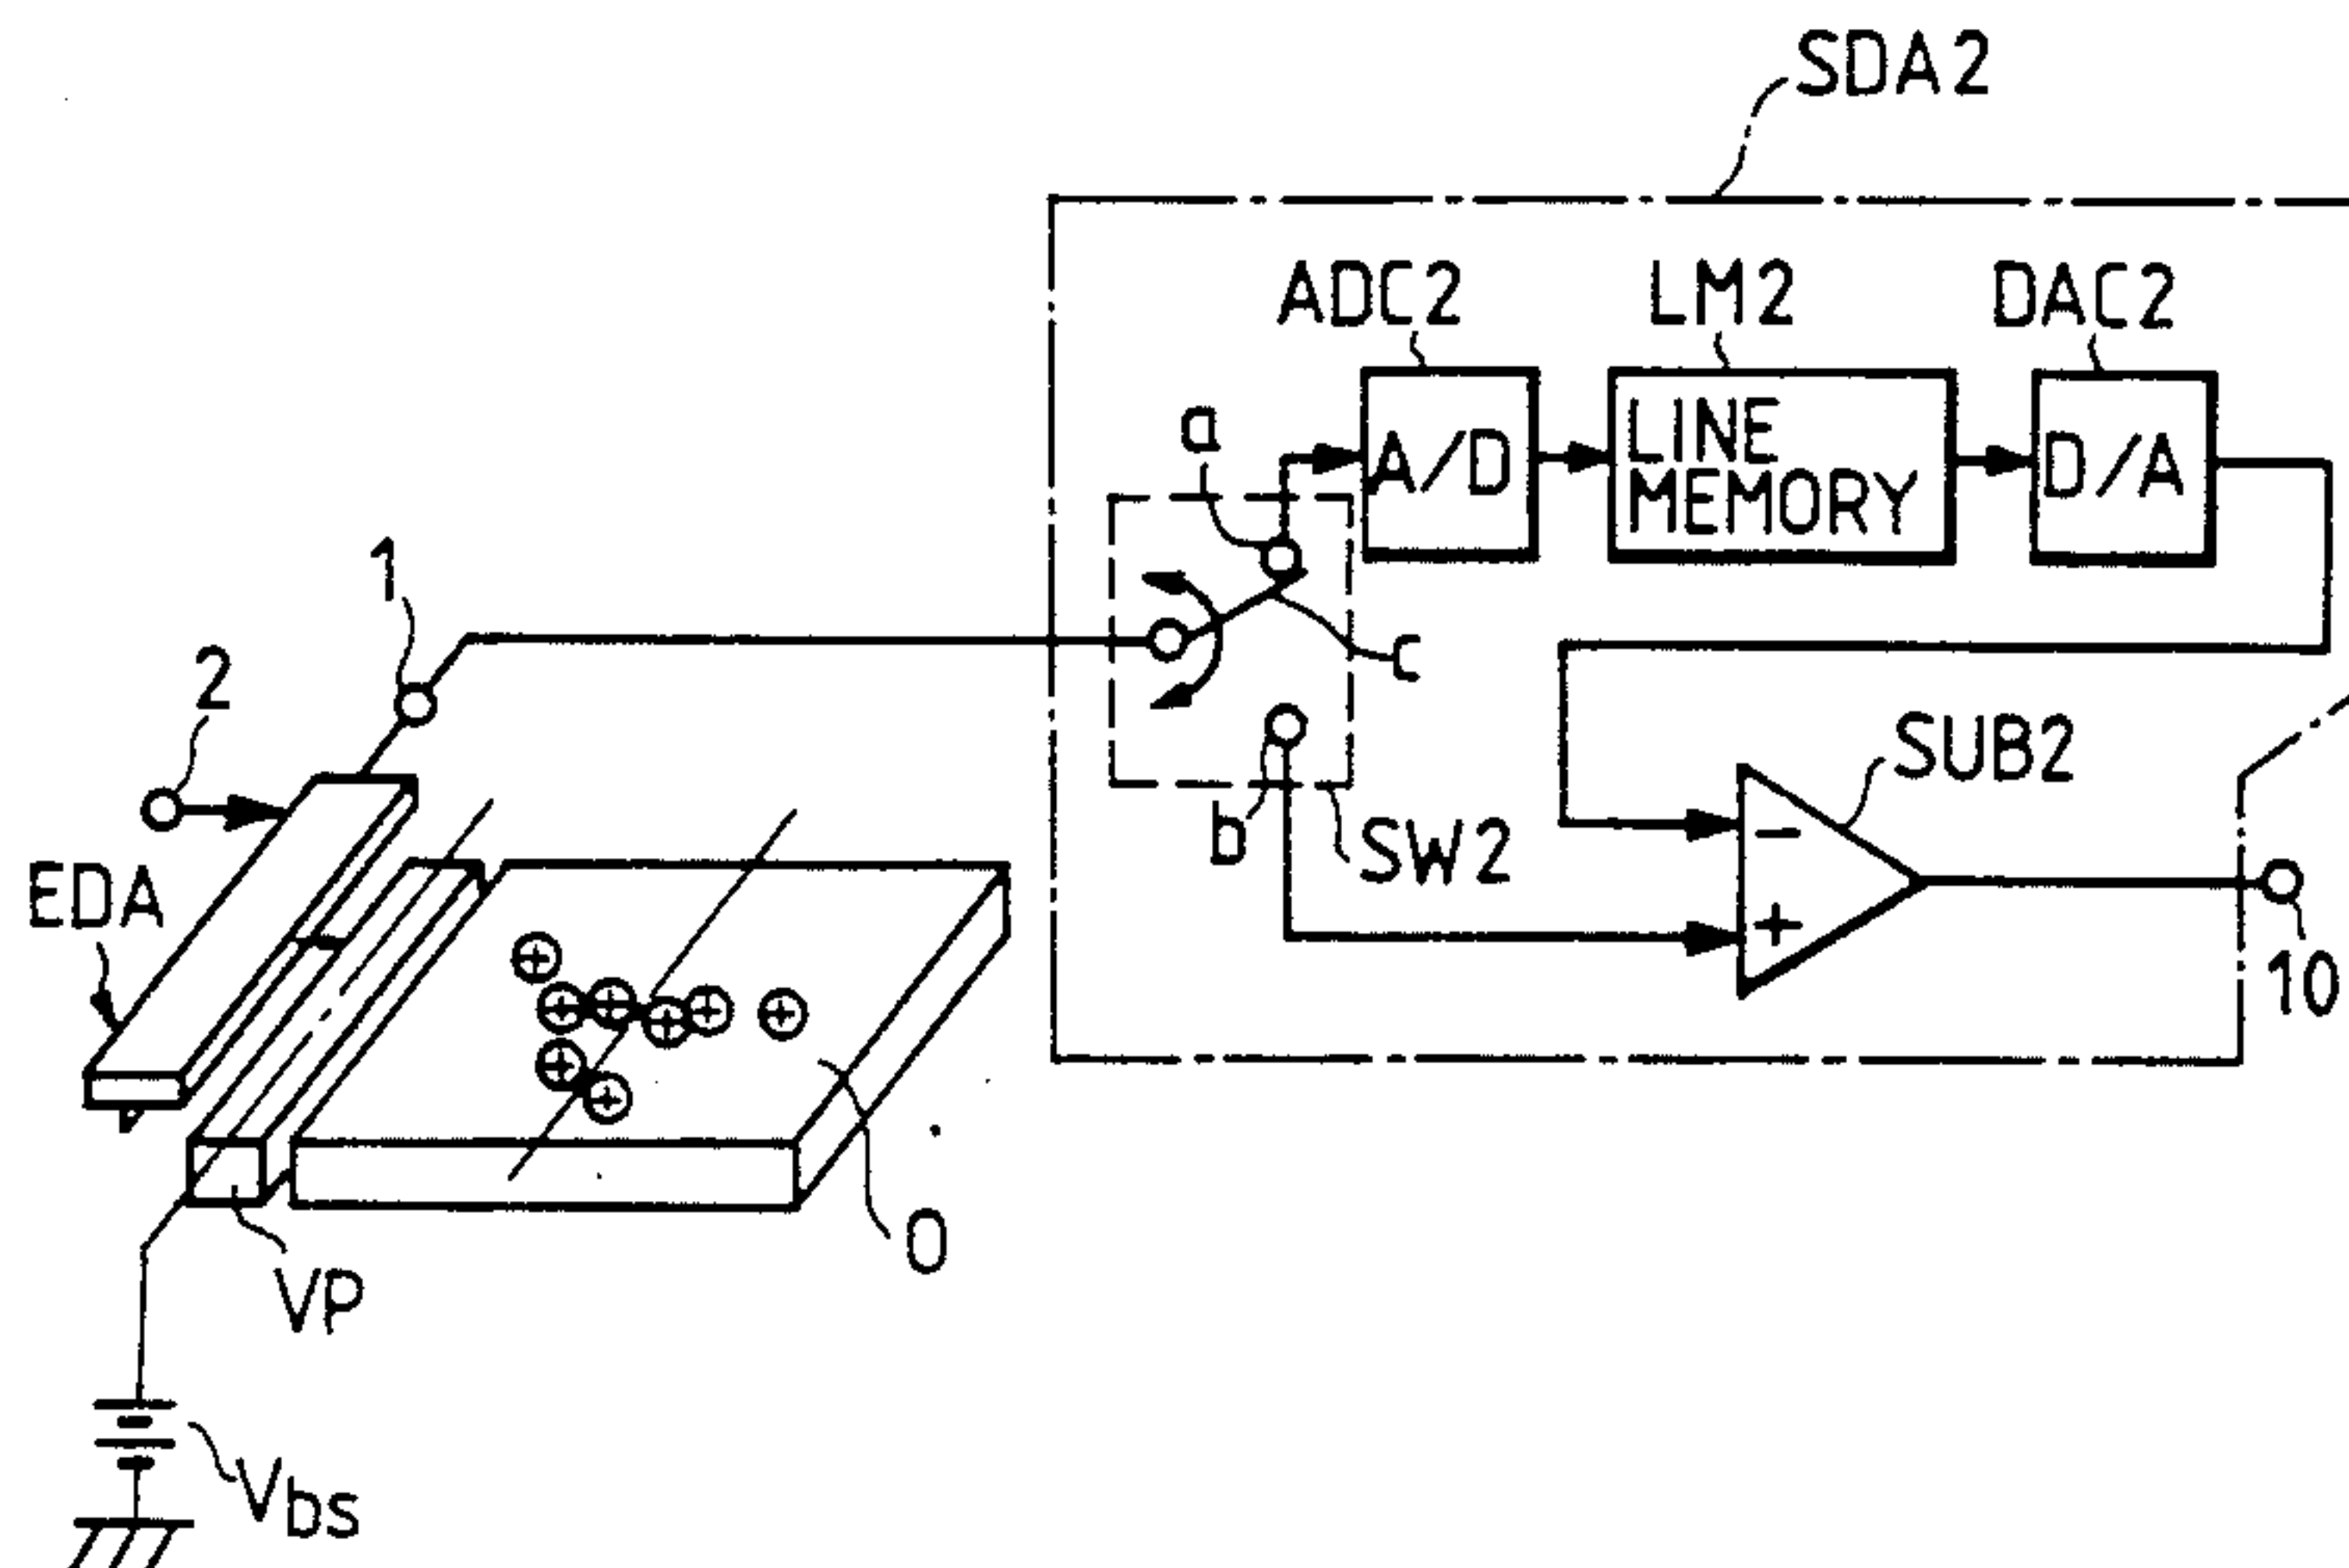 SDA2
ADC2
LM2
DAC2
a
A/D
LINE
MEMORY
D/A
1
c
2
SUB2
b
SW2
−
EDA
+
10
O
VP
Vbs